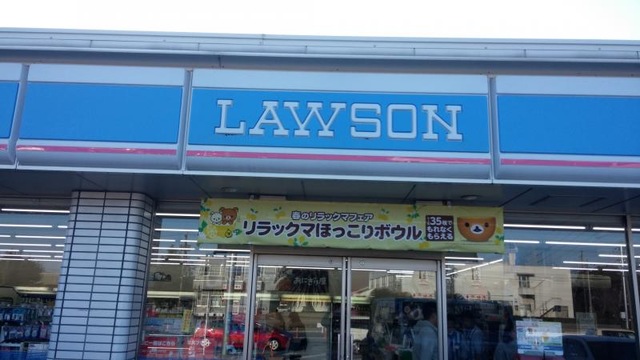 LAWSON
春のリラックマフェア
リラックマほっこりボウル
35枚で
もれなく
もらえる